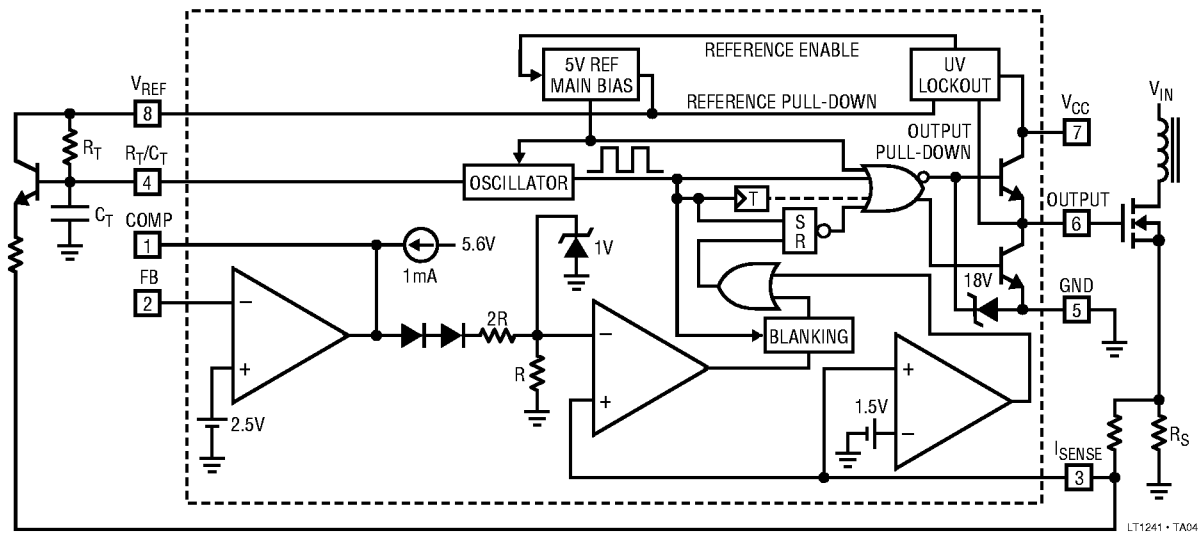 REFERENCE ENABLE
5V REF
MAIN BIAS
UV
LOCKOUT
VIN
VREF
8
REFERENCE PULL-DOWN
VCC
7
RT
RT/CT
4
OSCILLATOR
OUTPUT
PULL-DOWN
OUTPUT
6
CT
COMP
1
5.6V
1mA
T
S
R
1V
FB
2
18V
GND
5
–
+
2R
R
–
+
BLANKING
+
–
2.5V
1.5V
ISENSE
3
RS
LT1241 • TA04